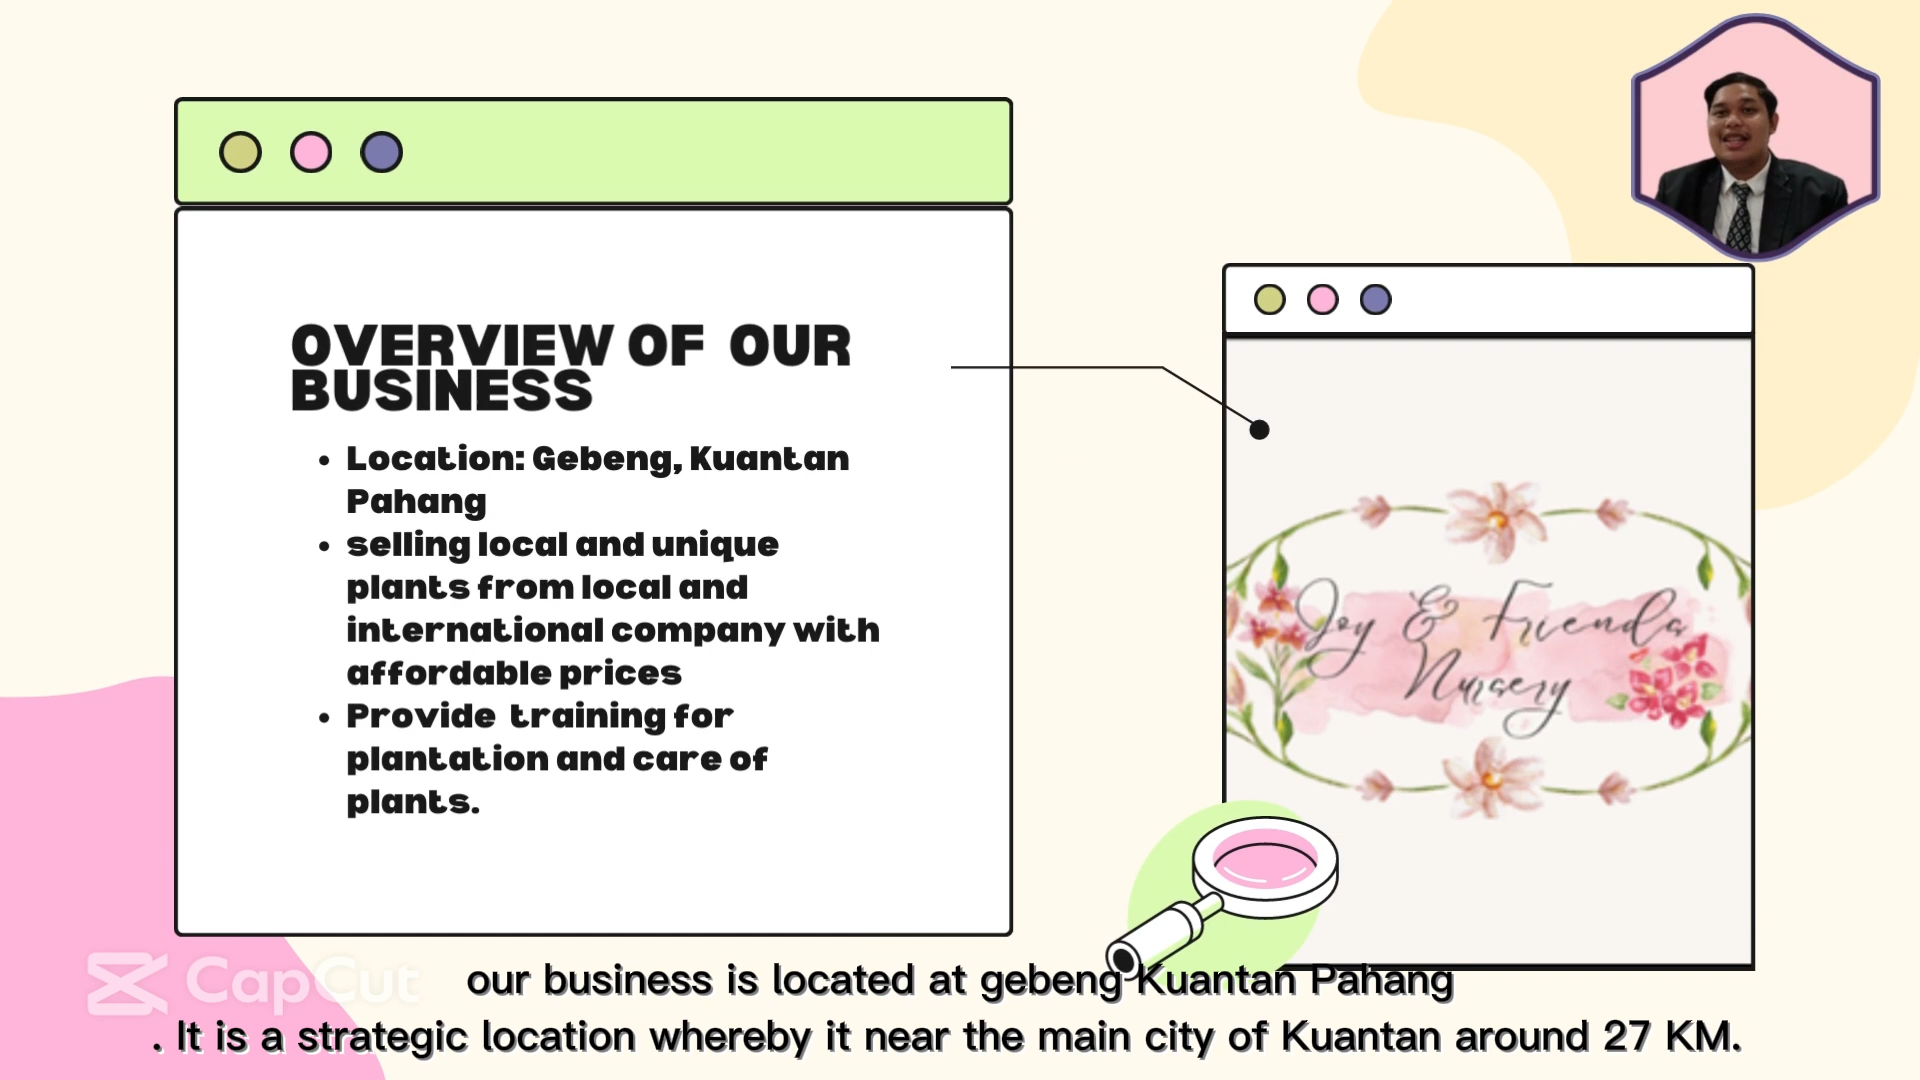 OVERVIEW OF OUR
BUSINESS
• Location: Gebeng, Kuantan
Pahang
• selling local and unique
plants from local and
international company with
affordable prices
• Provide training for
plantation and care of
plants.
Joy & Friends
Nursery
CapCut
our business is located at gebeng Kuantan Pahang
. It is a strategic location whereby it near the main city of Kuantan around 27 KM.